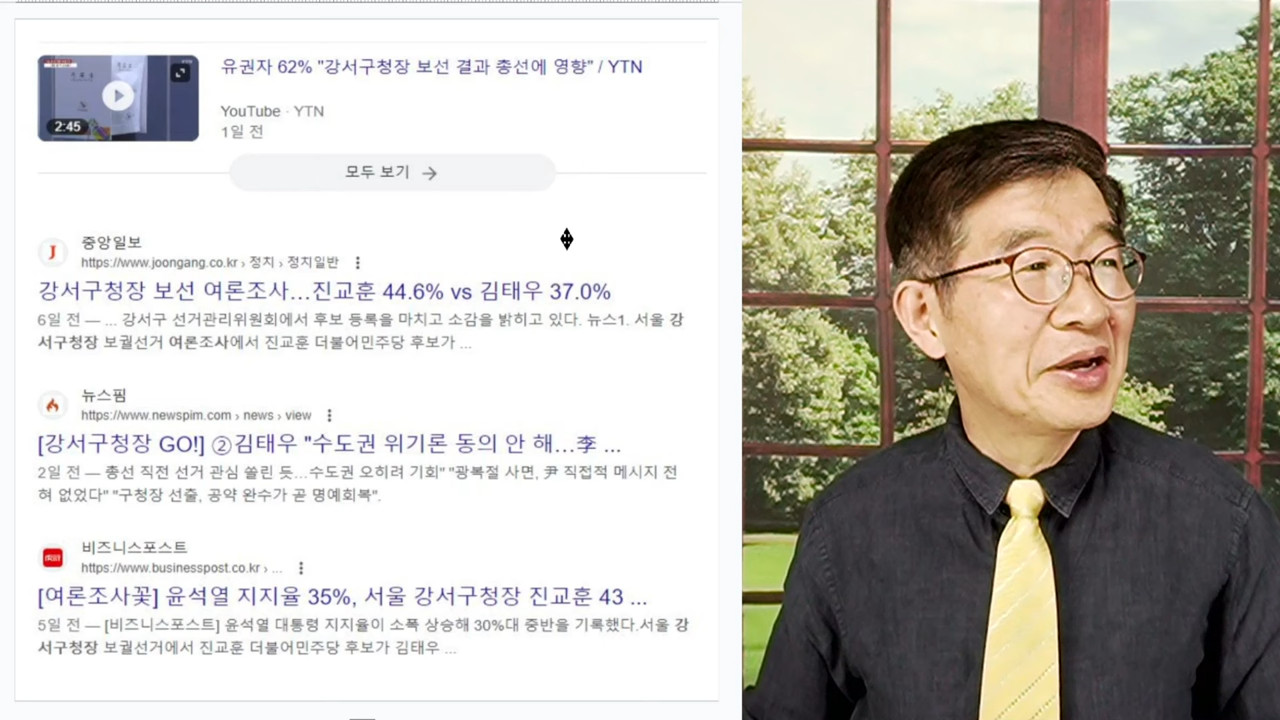 유권자 62% "강서구청장 보선 결과 총선에 영향" / YTN
YouTube · YTN
1일 전
2:45
모두 보기 →
중앙일보
https://www.joongang.co.kr › 정치 › 정치일반
강서구청장 보선 여론조사...진교훈 44.6% vs 김태우 37.0%
6일 전 — ... 강서구 선거관리위원회에서 후보 등록을 마치고 소감을 밝히고 있다. 뉴스1. 서울 강
서구청장 보궐선거 여론조사에서 진교훈 더불어민주당 후보가 ...
뉴스핌
https://www.newspim.com › news › view
[강서구청장 GO!] ②김태우 "수도권 위기론 동의 안 해...李 ...
2일 전 — 총선 직전 선거 관심 쏠린 듯...수도권 오히려 기회" "광복절 사면, 尹 직접적 메시지 전
혀 없었다" "구청장 선출, 공약 완수가 곧 명예회복".
비즈니스포스트
https://www.businesspost.co.kr › ...
[여론조사꽃] 윤석열 지지율 35%, 서울 강서구청장 진교훈 43 ...
5일 전 — [비즈니스포스트] 윤석열 대통령 지지율이 소폭 상승해 30%대 중반을 기록했다.서울 강
서구청장 보궐선거에서 진교훈 더불어민주당 후보가 김태우 ...